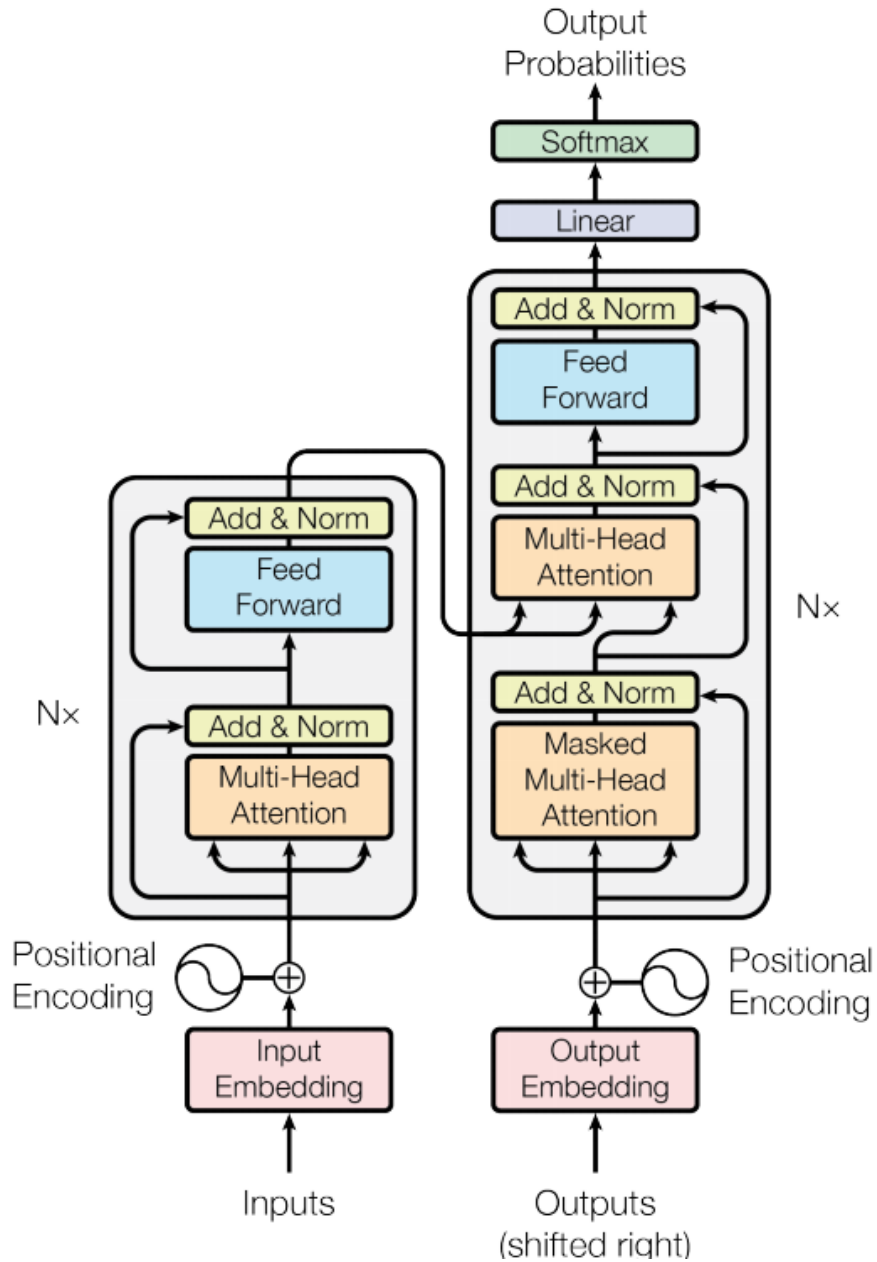 Output
Probabilities
Softmax
Linear
Add & Norm
Feed
Forward
Add & Norm
Multi-Head
Attention
Add & Norm
Masked
Multi-Head
Attention
N×
Add & Norm
Feed
Forward
Add & Norm
Multi-Head
Attention
N×
Positional
Encoding
Positional
Encoding
Input
Embedding
Output
Embedding
Inputs
Outputs
(shifted right)